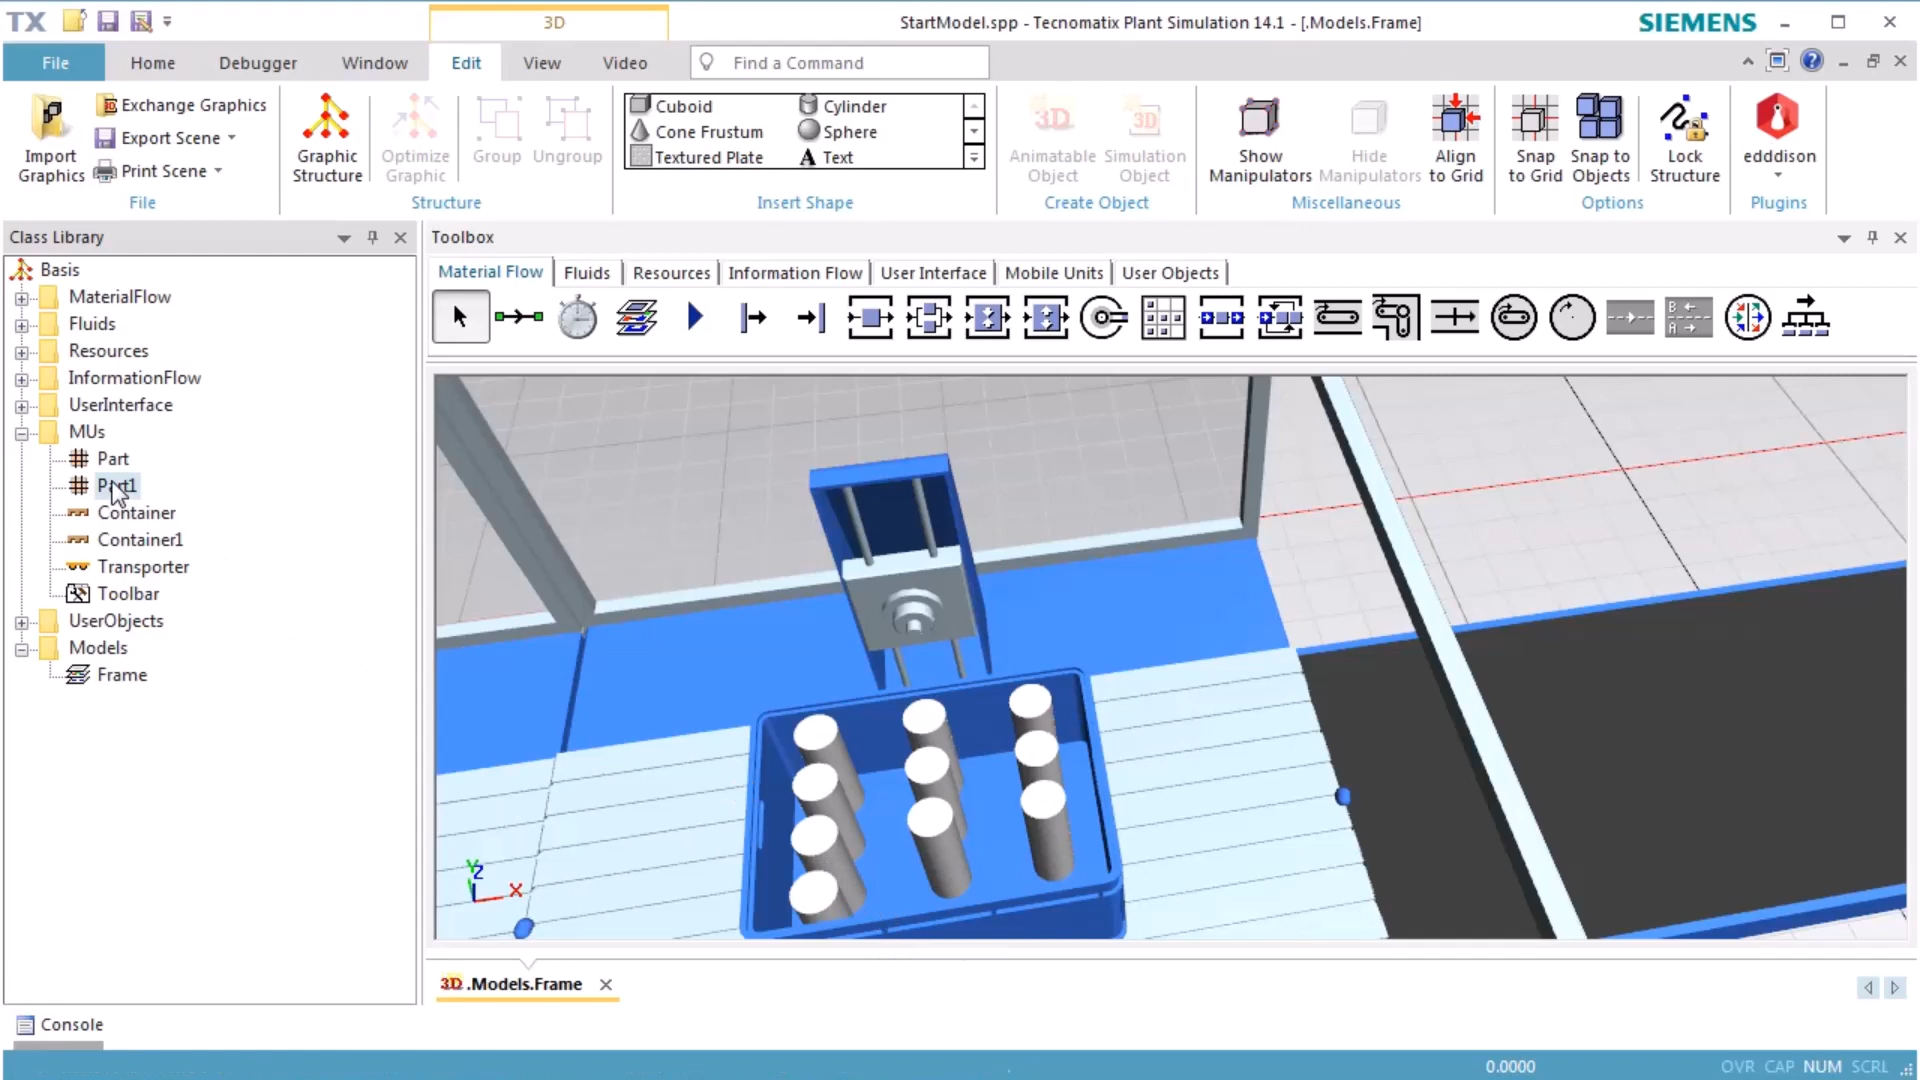 TX
3D
StartModel.spp - Tecnomatix Plant Simulation 14.1 - [.Models.Frame]
SIEMENS
File Home Debugger Window Edit View Video Find a Command
Import Graphics
Exchange Graphics
Export Scene
Print Scene
File
Graphic Structure
Optimize Graphic
Group
Ungroup
Structure
Cuboid
Cylinder
Cone Frustum
Sphere
Textured Plate
A Text
Insert Shape
3D
Animatable Object
3D
Simulation Object
Create Object
Show Manipulators
Hide Manipulators
Align to Grid
Miscellaneous
Snap to Grid
Snap to Objects
Lock Structure
Options
edddison
Plugins
Class Library
Toolbox
Basis
MaterialFlow
Fluids
Resources
InformationFlow
UserInterface
MUs
Part
Part1
Container
Container1
Transporter
Toolbar
UserObjects
Models
Frame
Material Flow Fluids Resources Information Flow User Interface Mobile Units User Objects
B
A
Y
Z
X
3D .Models.Frame
Console
0.0000
OVR CAP NUM SCRL